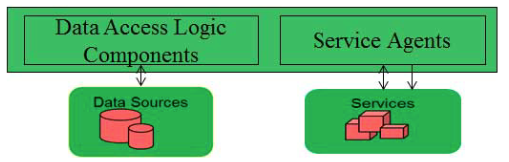 Data Access Logic
Components
Service Agents
Data Sources
Services